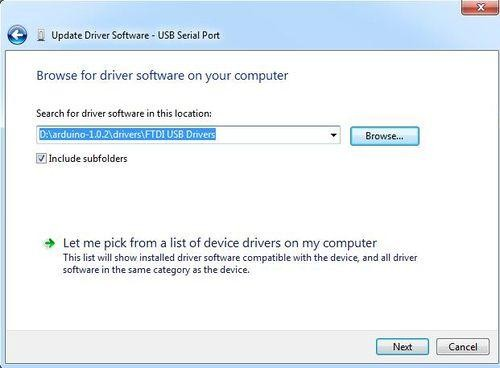 Update Driver Software - USB Serial Port
Browse for driver software on your computer
Search for driver software in this location:
D:\arduino-1.0.2\drivers\FTDI USB Drivers
Browse...
Include subfolders
Let me pick from a list of device drivers on my computer
This list will show installed driver software compatible with the device, and all driver
software in the same category as the device.
Next
Cancel